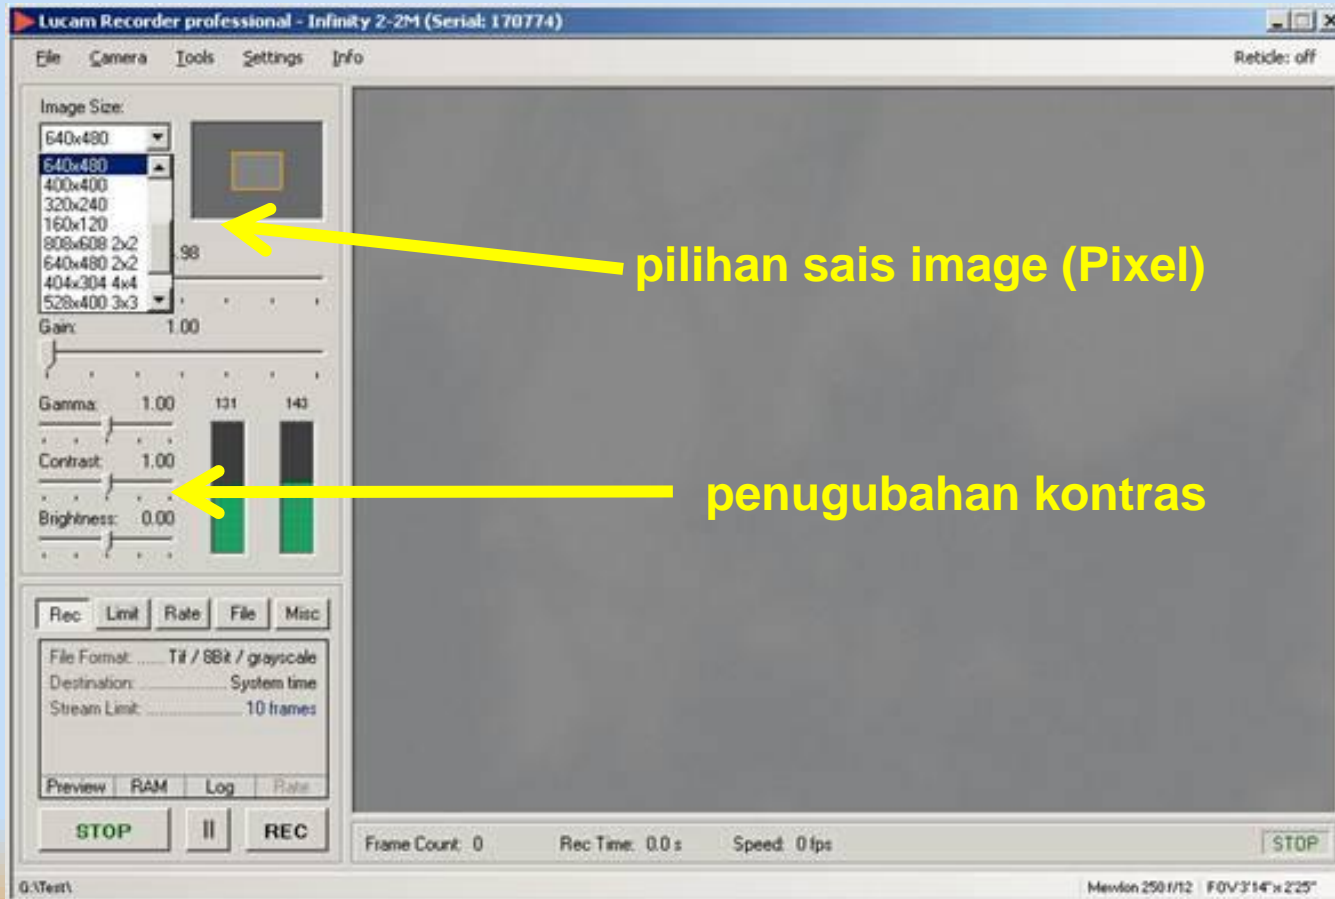 Lucam Recorder professional - Infinity 2-2M (Serial: 170774)
File Camera Tools Settings Info
Reticle: off
Image Size:
640x480
640x480
400x400
320x240
160x120
808x608 2x2
640x480 2x2
404x304 4x4
528x400 3x3
.98
pilihan sais image (Pixel)
Gain: 1.00
Gamma: 1.00
131 143
Contrast: 1.00
penugubahan kontras
Brightness: 0.00
Rec Limit Rate File Misc
File Format: ...... Tif / 8Bit / grayscale
Destination: ............... System time
Stream Limit: ................ 10 frames
Preview RAM Log Rate
STOP || REC
Frame Count: 0 Rec Time: 0.0 s Speed: 0 fps STOP
G:\Test\
Mewlon 250 f/12 FOV 3'14" x 2'25"